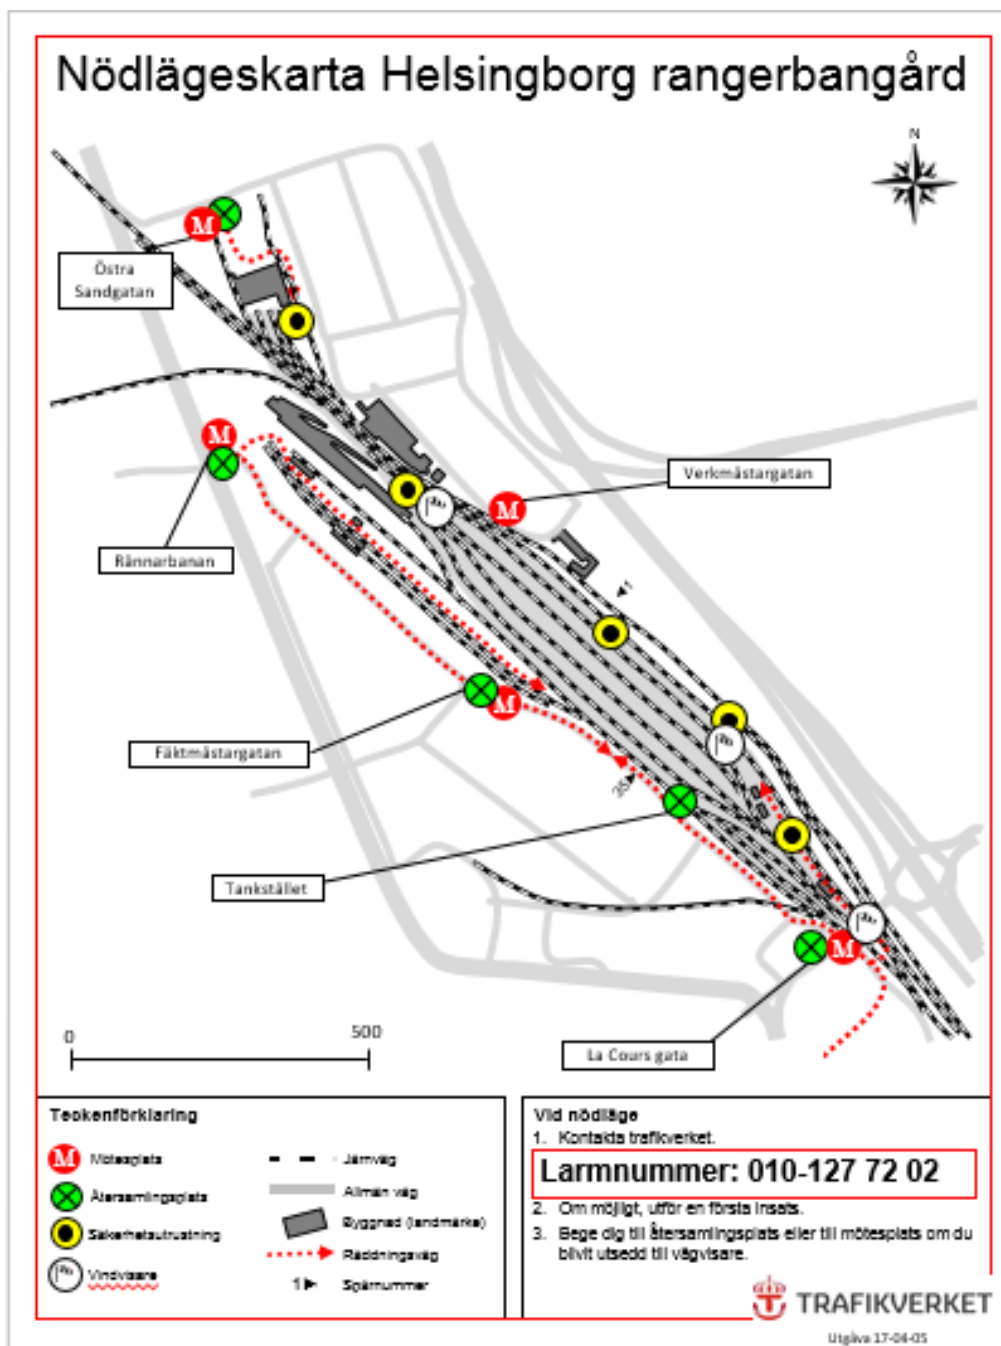 Nödlägeskarta Helsingborg rangerbangård
N
M
Östra
Sandgatan
M
Verkmästargatan
M
Rännarbanan
1
M
Fäktmästargatan
35
Tankstället
M
0
500
La Cours gata
Teckenförklaring
M Mötesplats
Återsamlingsplats
Säkerhetsutrustning
Vindvisare
Järnväg
Allmän väg
Byggnad (landmärke)
Räddningsväg
1 Spårnummer
Vid nödläge
1. Kontakta trafikverket.
Larmnummer: 010-127 72 02
2. Om möjligt, utför en första insats.
3. Bege dig till återsamlingsplats eller till mötesplats om du
blivit utsedd till vägvisare.
TRAFIKVERKET
Utgåva 17-04-05